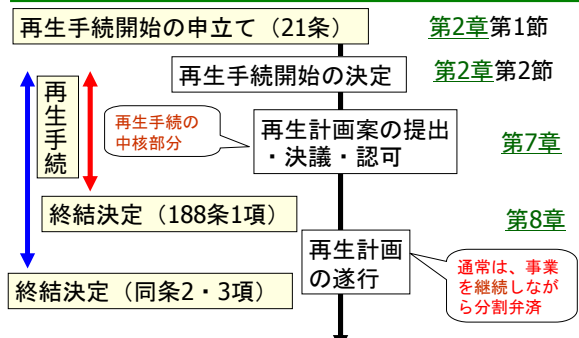 再生手続開始の申立て（21条）
第2章第1節
再生手続開始の決定
第2章第2節
再生手続
再生手続の
中核部分
再生計画案の提出
・決議・認可
第7章
終結決定（188条1項）
第8章
再生計画
の遂行
通常は、事業
を継続しなが
ら分割弁済
終結決定（同条2・3項）